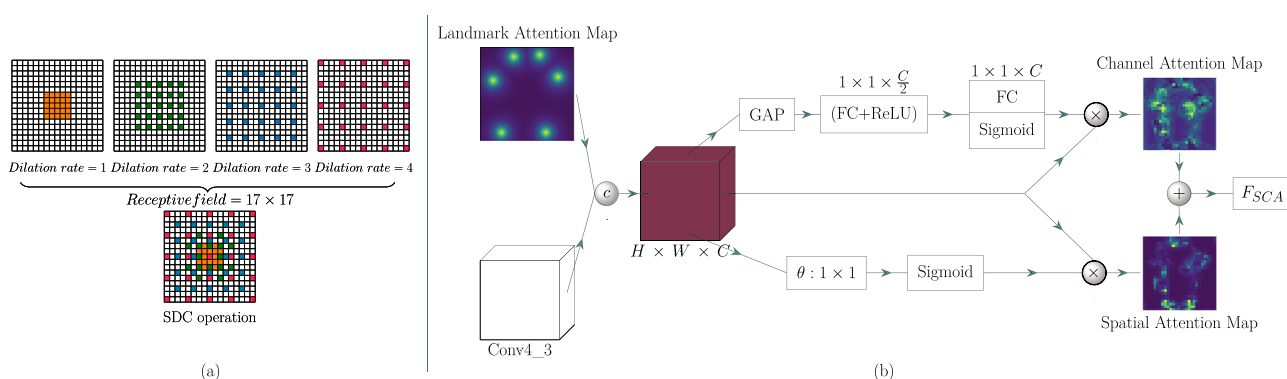 Dilation rate = 1
Dilation rate = 2
Dilation rate = 3
Dilation rate = 4
Receptivefield = 17 × 17
SDC operation
(a)
Landmark Attention Map
Conv4_3
c
H × W × C
GAP
1 × 1 × C/2
(FC+ReLU)
1 × 1 × C
FC
Sigmoid
×
Channel Attention Map
θ : 1 × 1
Sigmoid
×
+
F_SCA
Spatial Attention Map
(b)